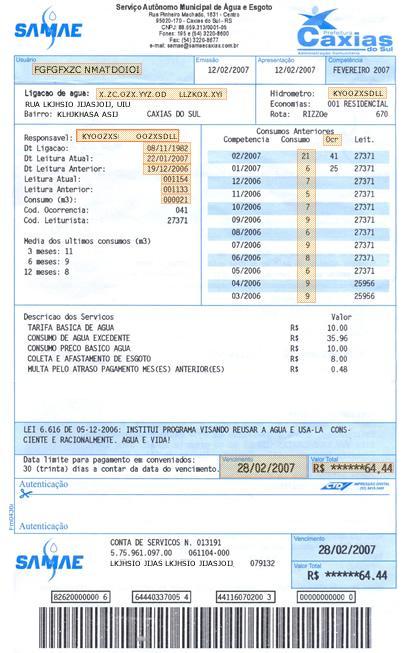 Serviço Autônomo Municipal de Água e Esgoto
Rua Pinheiro Machado, 1631 - Centro
95020-170 - Caxias do Sul - RS
CNPJ: 88.659.313/0001-05
Fones: 195 e (54) 3220-8600
Fax: (54) 3220-8677
e-mail: samae@samaecaxias.com.br
SAMAE
Prefeitura
Caxias
do Sul
Usuário Emissão Apresentação Competência
FGFGFXZC NMATDOIOI 12/02/2007 12/02/2007 FEVEREIRO 2007
Ligacao de agua: X.ZC.OZX.YYZ.OD LLZKOX.XYI Hidrometro: KYOOZXSDLL
RUA LKJHSIO JIJASJOIJ, UIU Economias: 001 RESIDENCIAL
Bairro: KLHJKHASA ASIJ CAXIAS DO SUL Rota: RIZZOe 670
Responsavel: KYOOZXS OOZXSDLL
Dt Ligacao: 08/11/1982
Dt Leitura Atual: 22/01/2007
Dt Leitura Anterior: 19/12/2006
Leitura Atual: 001154
Leitura Anterior: 001133
Consumo (m3): 000021
Cod. Ocorrencia: 041
Cod. Leiturista: 27371
Media dos ultimos consumos (m3)
3 meses: 11
6 meses: 9
12 meses: 8
Consumos Anteriores
Competencia Consumo Ocr Leit.
02/2007 21 41 27371
01/2007 6 25 27371
12/2006 7 27371
11/2006 5 27371
10/2006 7 27371
09/2006 9 27371
08/2006 9 27371
07/2006 9 27371
06/2006 8 27371
05/2006 6 27371
04/2006 9 25956
03/2006 9 25956
Descricao dos Servicos Valor
TARIFA BASICA DE AGUA R$ 10.00
CONSUMO DE AGUA EXCEDENTE R$ 35.96
CONSUMO PRECO BASICO AGUA R$ 10.00
COLETA E AFASTAMENTO DE ESGOTO R$ 8.00
MULTA PELO ATRASO PAGAMENTO MES(ES) ANTERIOR(ES) R$ 0.48
LEI 6.616 DE 05-12-2006: INSTITUI PROGRAMA VISANDO REUSAR A AGUA E USA-LA CONS-
CIENTE E RACIONALMENTE. AGUA E VIDA!
Data limite para pagamento em conveniados:
30 (trinta) dias a contar da data do vencimento.
Vencimento Valor Total
28/02/2007 R$ ******64,44
Autenticação
CTD
Autenticação
SAMAE
CONTA DE SERVICOS N. 013191
5.75.961.097.00 061104-000
LKJHSIO JIJAS LKJHSIO JIJASJOIJ 079132
Vencimento
28/02/2007
Valor Total
R$ ******64.44
82620000000 6 64440337005 4 44116070200 3 00000000000 0